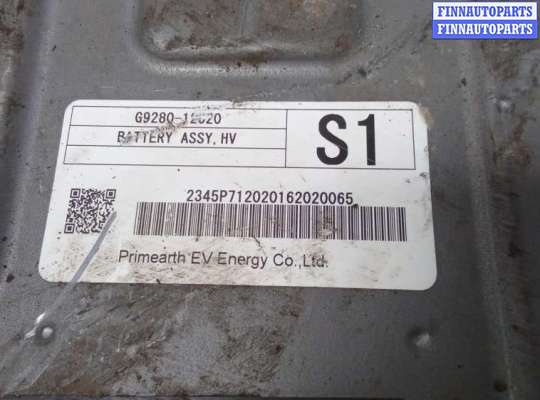 FINNAUTOPARTS
FINNAUTOPARTS
G9280-12020
BATTERY ASSY, HV
S1
2345P712020162020065
Primearth EV Energy Co.,Ltd.